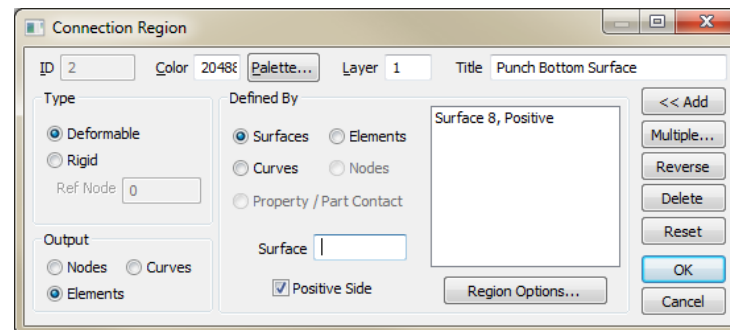 Connection Region
ID 2 Color 20488 Palette... Layer 1 Title Punch Bottom Surface
Type
Deformable
Rigid
Ref Node 0
Output
Nodes Curves
Elements
Defined By
Surfaces Elements
Curves Nodes
Property / Part Contact
Surface
Positive Side
Surface 8, Positive
Region Options...
<< Add
Multiple...
Reverse
Delete
Reset
OK
Cancel